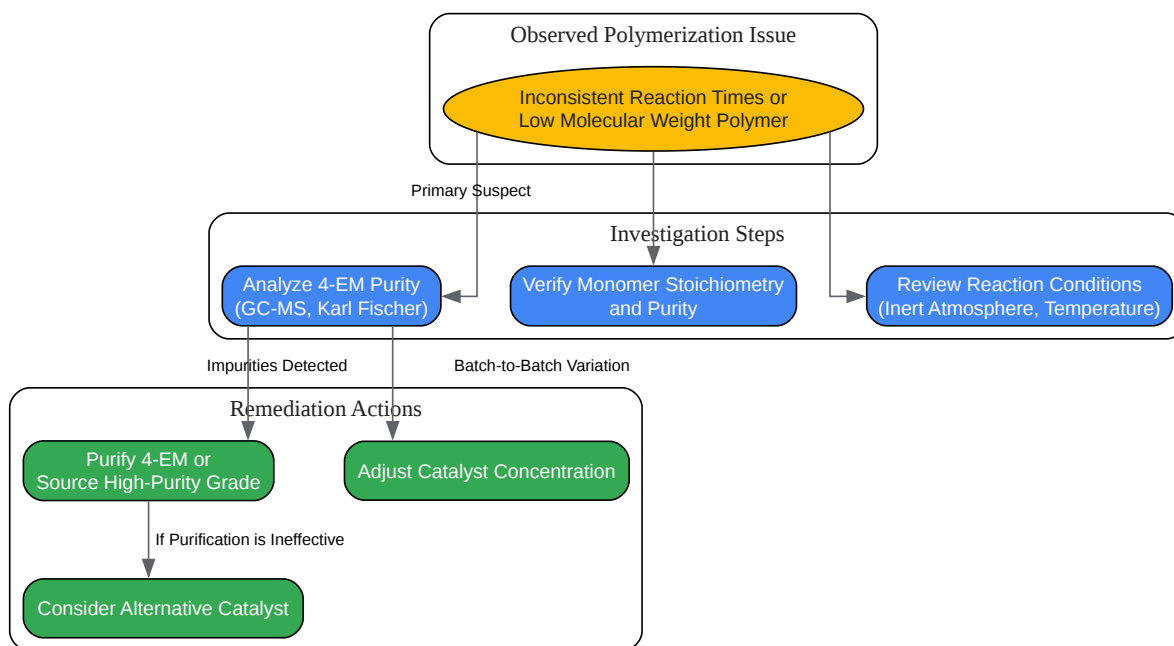 Observed Polymerization Issue
Inconsistent Reaction Times or
Low Molecular Weight Polymer
Primary Suspect
Investigation Steps
Analyze 4-EM Purity
(GC-MS, Karl Fischer)
Verify Monomer Stoichiometry
and Purity
Review Reaction Conditions
(Inert Atmosphere, Temperature)
Impurities Detected
Batch-to-Batch Variation
Remediation Actions
Purify 4-EM or
Source High-Purity Grade
Adjust Catalyst Concentration
If Purification is Ineffective
Consider Alternative Catalyst